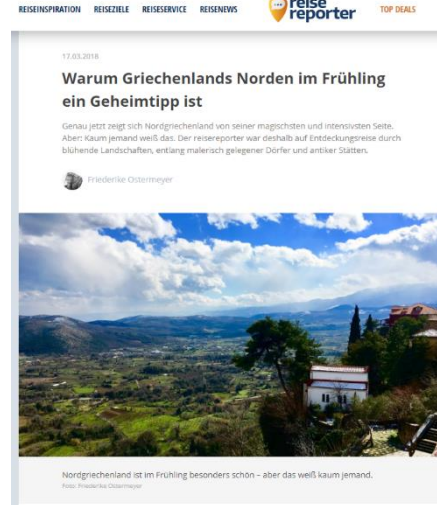 REISEINSPIRATION REISEZIELE REISESERVICE REISENEWS reise reporter TOP DEALS
17.03.2018
Warum Griechenlands Norden im Frühling
ein Geheimtipp ist
Genau jetzt zeigt sich Nordgriechenland von seiner magischsten und intensivsten Seite.
Aber: Kaum jemand weiß das. Der reisereporter war deshalb auf Entdeckungsreise durch
blühende Landschaften, entlang malerisch gelegener Dörfer und antiker Stätten.
Friederike Ostermeyer
Nordgriechenland ist im Frühling besonders schön – aber das weiß kaum jemand.
Foto: Friederike Ostermeyer